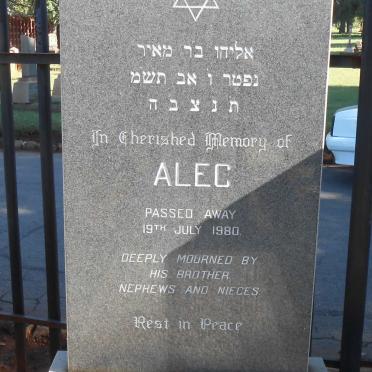 אליהו בר מאיר
נפטר ו אב תשמ
ת נ צ ב ה
In Cherished Memory of
ALEC
PASSED AWAY
19TH JULY 1980.
DEEPLY MOURNED BY
HIS BROTHER
NEPHEWS AND NIECES
Rest in Peace